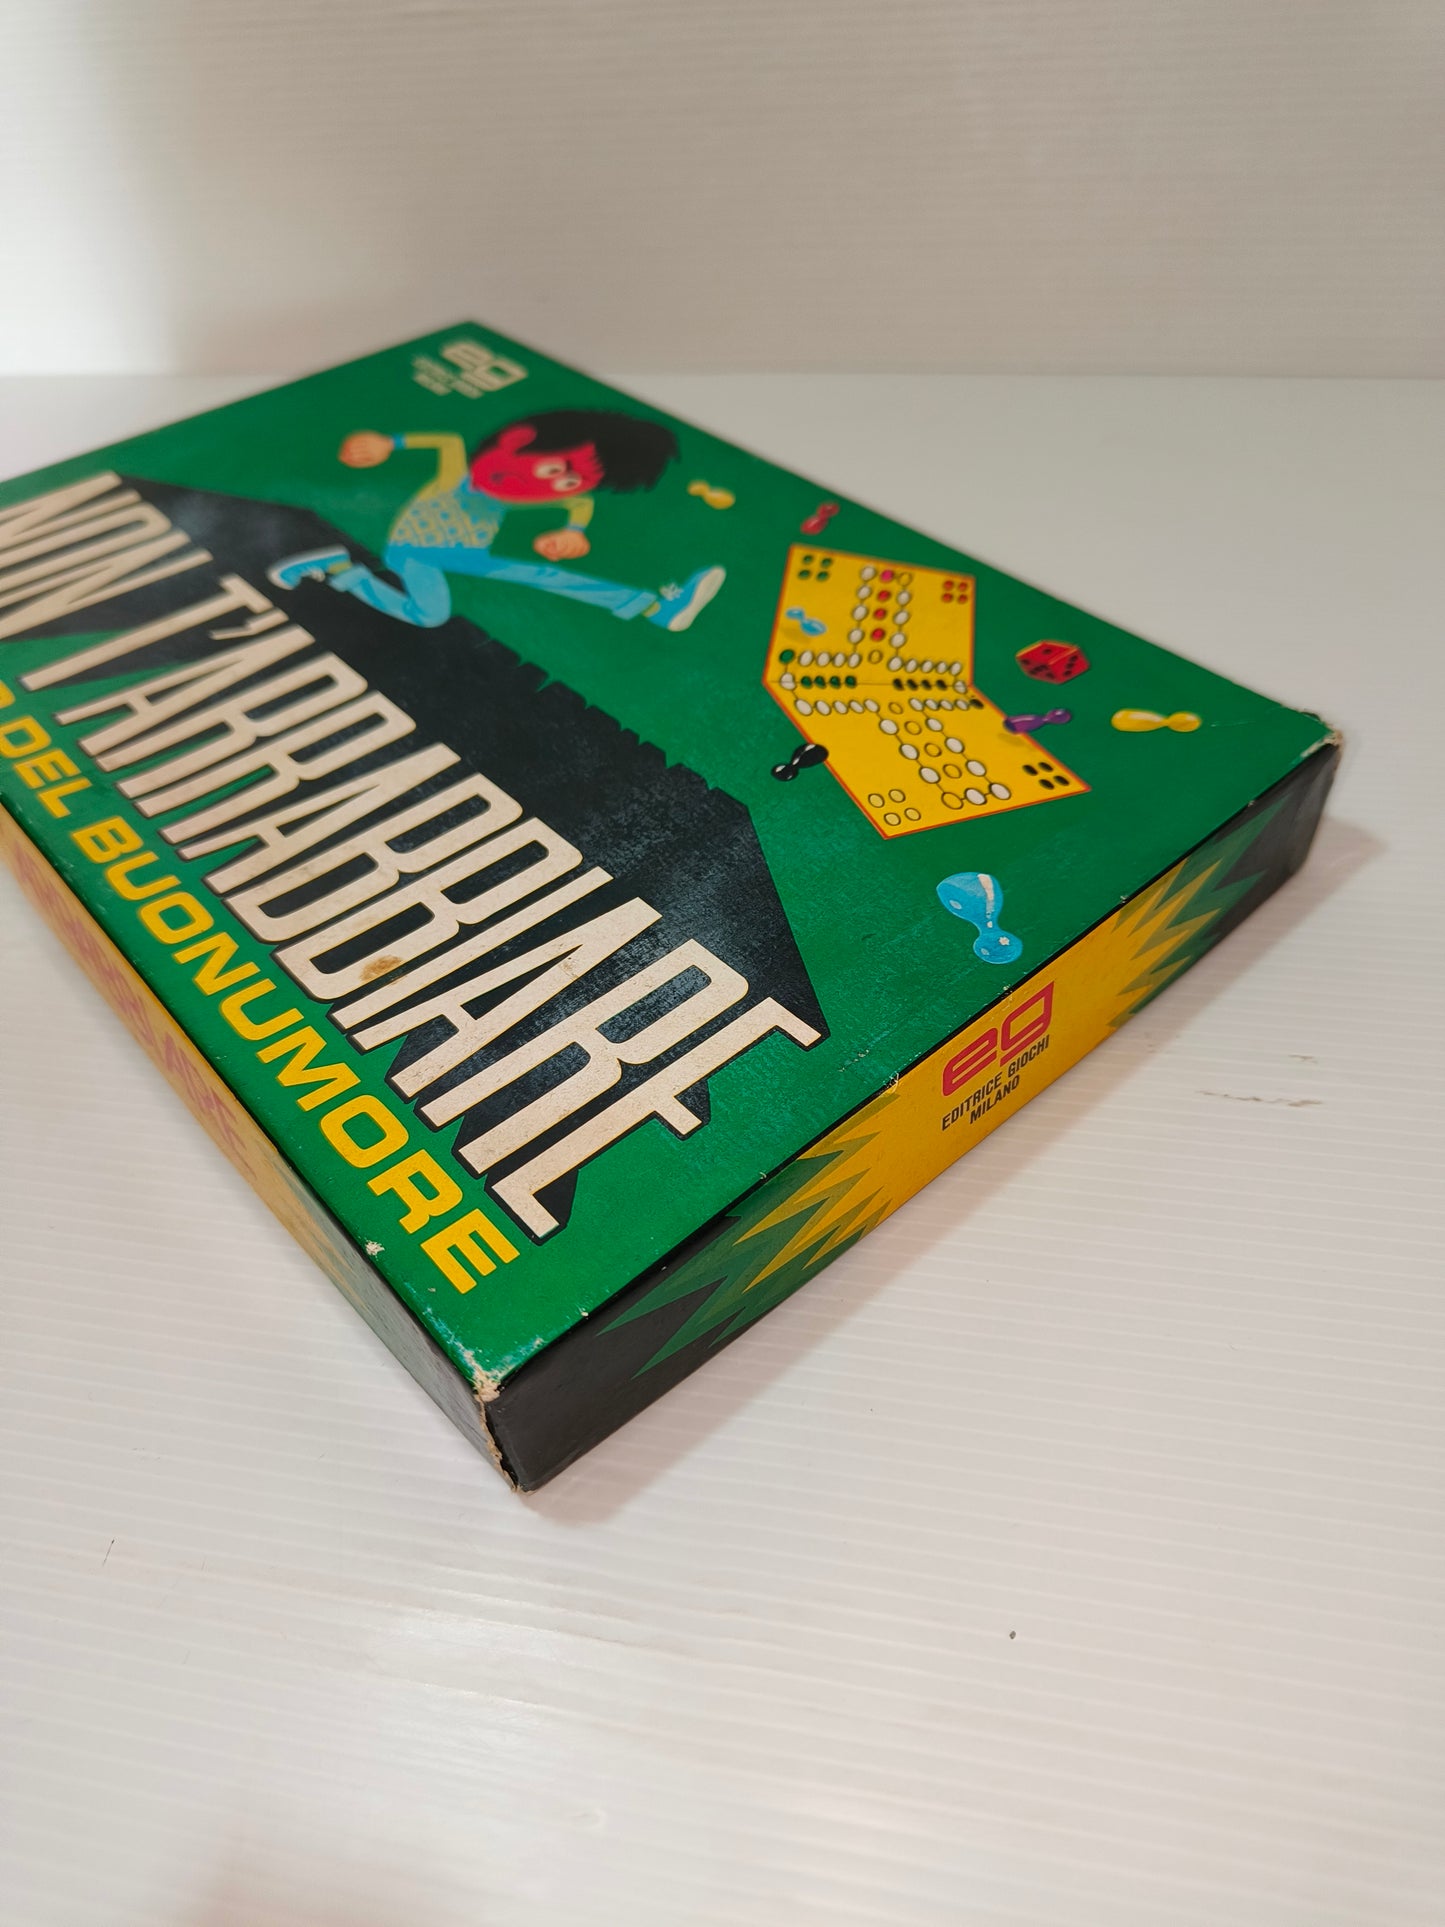 eg
NON T'ARRABBIARE
DEL BUONUMORE
eg
EDITRICE GIOCHI
MILANO